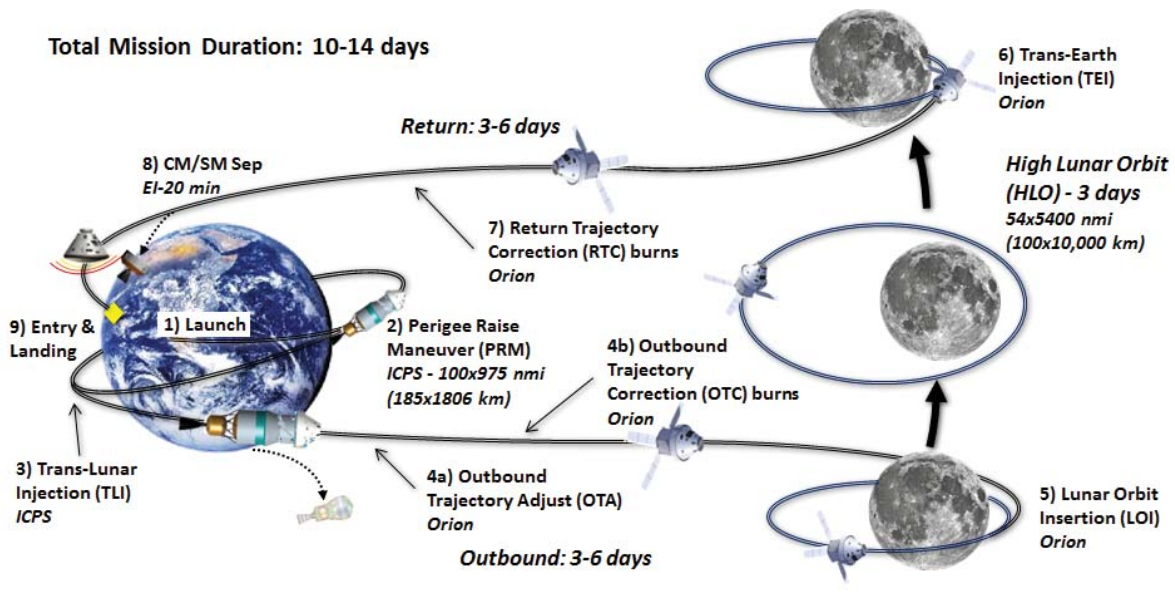 Total Mission Duration: 10-14 days
6) Trans-Earth
Injection (TEI)
Orion
Return: 3-6 days
8) CM/SM Sep
EI-20 min
High Lunar Orbit
(HLO) - 3 days
54x5400 nmi
(100x10,000 km)
7) Return Trajectory
Correction (RTC) burns
Orion
9) Entry &
Landing
1) Launch
2) Perigee Raise
Maneuver (PRM)
ICPS - 100x975 nmi
(185x1806 km)
4b) Outbound
Trajectory
Correction (OTC) burns
Orion
3) Trans-Lunar
Injection (TLI)
ICPS
4a) Outbound
Trajectory Adjust (OTA)
Orion
5) Lunar Orbit
Insertion (LOI)
Orion
Outbound: 3-6 days